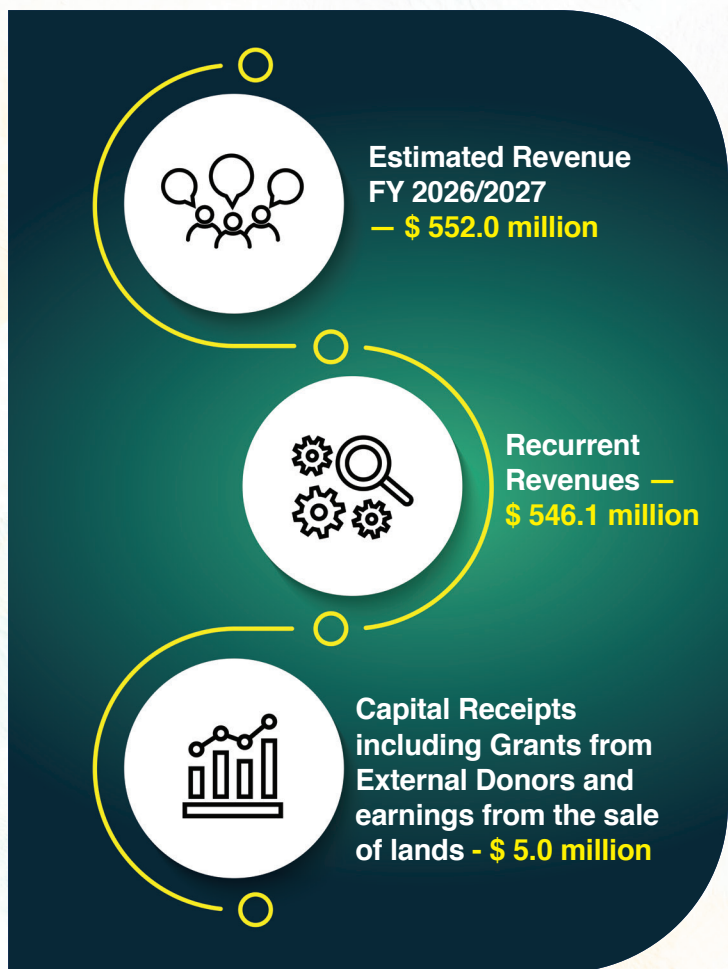 Estimated Revenue
FY 2026/2027
— $ 552.0 million
Recurrent
Revenues —
$ 546.1 million
Capital Receipts
including Grants from
External Donors and
earnings from the sale
of lands - $ 5.0 million